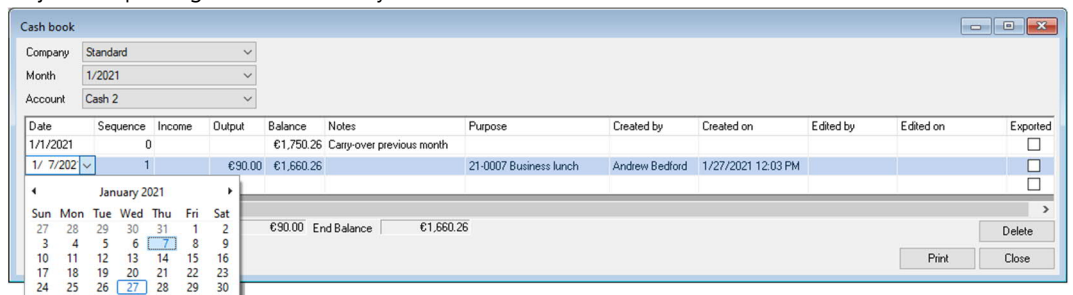 Cash book
Company Standard
Month 1/2021
Account Cash 2
Date Sequence Income Output Balance Notes Purpose Created by Created on Edited by Edited on Exported
1/1/2021 0 €1,750.26 Carry-over previous month
1/ 7/202 1 €90.00 €1,660.26 21-0007 Business lunch Andrew Bedford 1/27/2021 12:03 PM
January 2021
Sun Mon Tue Wed Thu Fri Sat
27 28 29 30 31 1 2
3 4 5 6 7 8 9
10 11 12 13 14 15 16
17 18 19 20 21 22 23
24 25 26 27 28 29 30
€90.00 End Balance €1,660.26
Delete
Print Close